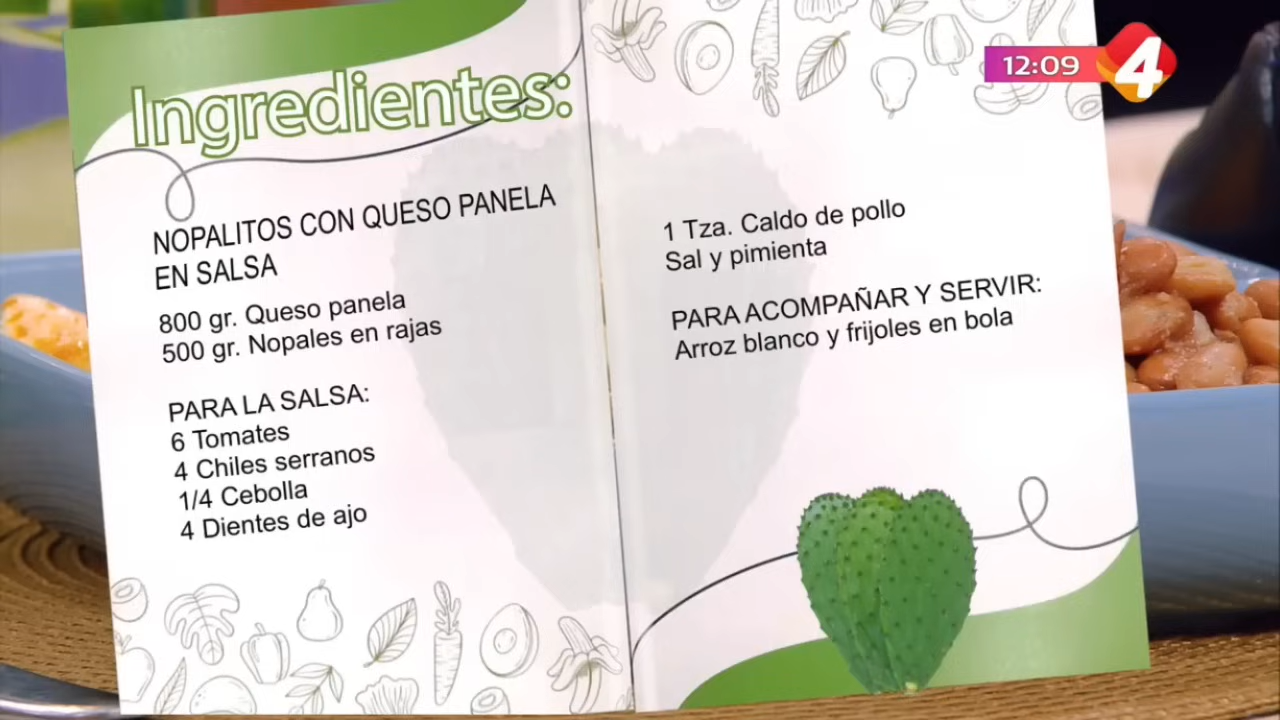 Ingredientes:
NOPALITOS CON QUESO PANELA
EN SALSA
800 gr. Queso panela
500 gr. Nopales en rajas
PARA LA SALSA:
6 Tomates
4 Chiles serranos
1/4 Cebolla
4 Dientes de ajo
1 Tza. Caldo de pollo
Sal y pimienta
PARA ACOMPAÑAR Y SERVIR:
Arroz blanco y frijoles en bola
12:09
4